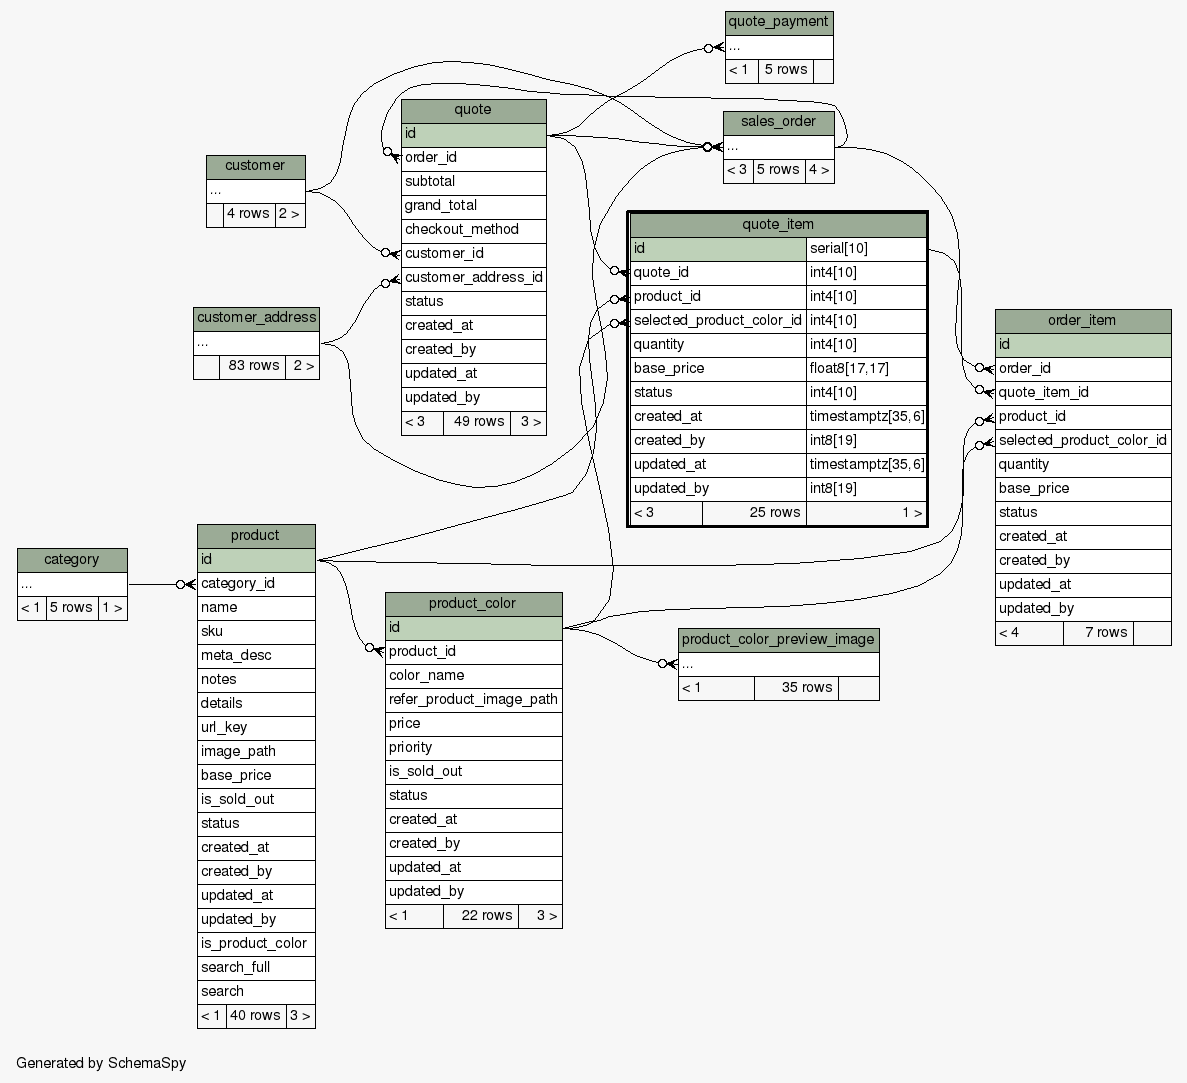 quote_payment
...
< 1 5 rows
quote
id
order_id
subtotal
grand_total
checkout_method
customer_id
customer_address_id
status
created_at
created_by
updated_at
updated_by
< 3 49 rows 3 >
sales_order
...
< 3 5 rows 4 >
customer
...
4 rows 2 >
customer_address
...
83 rows 2 >
quote_item
id serial[10]
quote_id int4[10]
product_id int4[10]
selected_product_color_id int4[10]
quantity int4[10]
base_price float8[17,17]
status int4[10]
created_at timestamptz[35,6]
created_by int8[19]
updated_at timestamptz[35,6]
updated_by int8[19]
< 3 25 rows 1 >
order_item
id
order_id
quote_item_id
product_id
selected_product_color_id
quantity
base_price
status
created_at
created_by
updated_at
updated_by
< 4 7 rows
category
...
< 1 5 rows 1 >
product
id
category_id
name
sku
meta_desc
notes
details
url_key
image_path
base_price
is_sold_out
status
created_at
created_by
updated_at
updated_by
is_product_color
search_full
search
< 1 40 rows 3 >
product_color
id
product_id
color_name
refer_product_image_path
price
priority
is_sold_out
status
created_at
created_by
updated_at
updated_by
< 1 22 rows 3 >
product_color_preview_image
...
< 1 35 rows
Generated by SchemaSpy